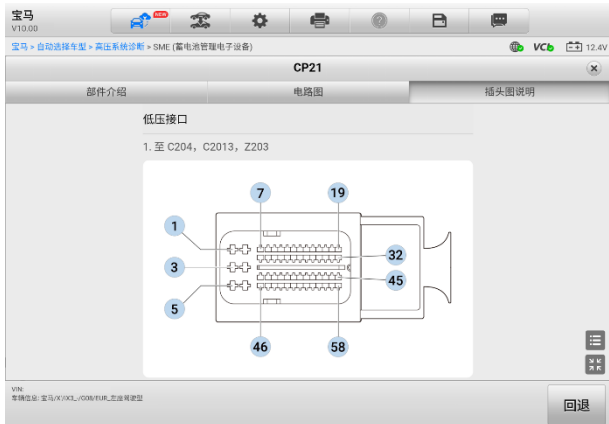 宝马
V10.00
NEW
宝马 > 自动选择车型 > 高压系统诊断 > SME (蓄电池管理电子设备)
VCI
12.4V
CP21
部件介绍
电路图
插头图说明
低压接口
1. 至 C204，C2013，Z203
7
19
1
32
3
45
5
46
58
VIN:
车辆信息: 宝马/X'/iX3_/G08/EUR_左座驾驶型
回退